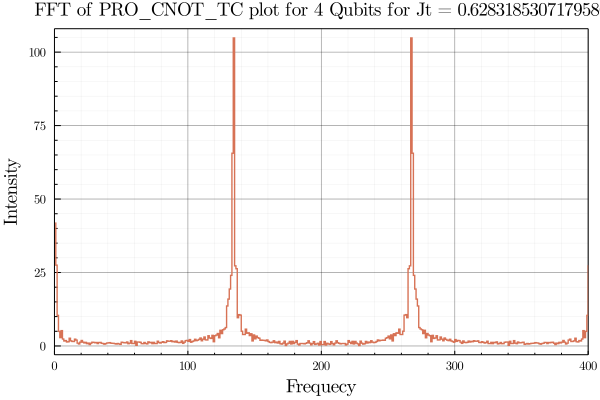 FFT of PRO_CNOT_TC plot for 4 Qubits for Jt = 0.628318530717958
Intensity
100
75
50
25
0
0 100 200 300 400
Frequecy